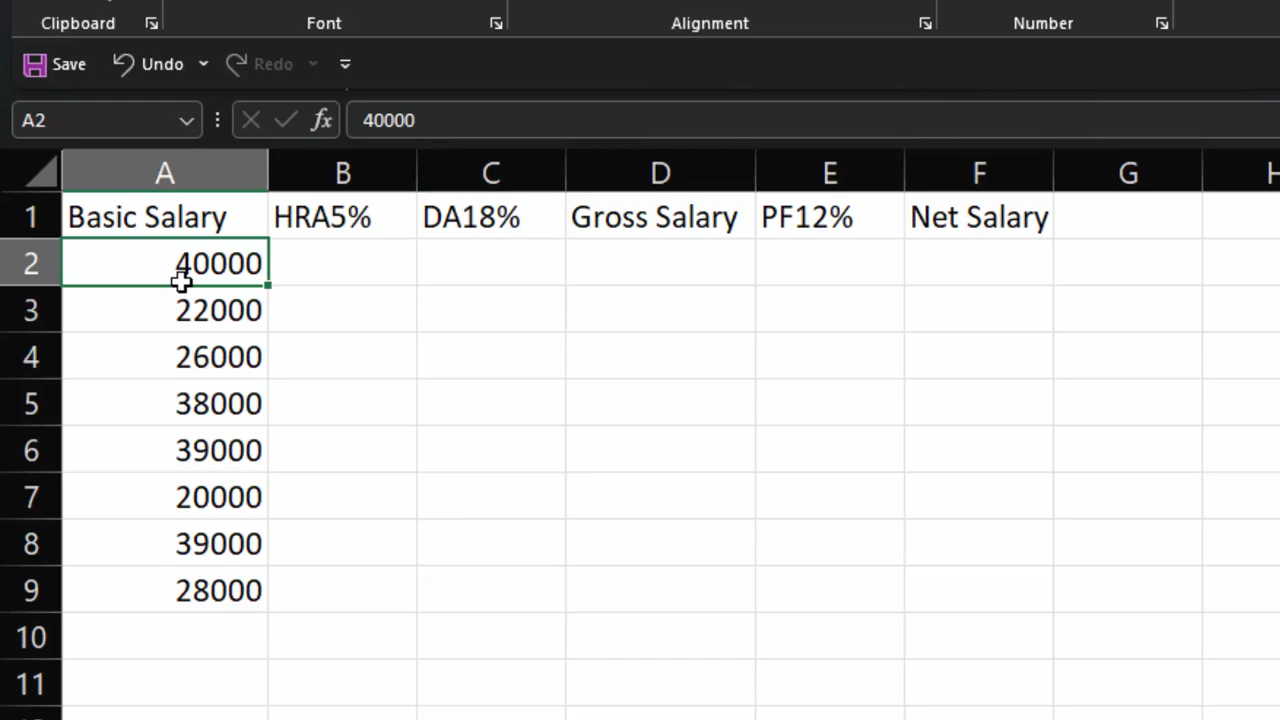 Clipboard Font Alignment Number
Save Undo Redo
A2 fx 40000
A B C D E F G H
1 Basic Salary HRA5% DA18% Gross Salary PF12% Net Salary
2 40000
3 22000
4 26000
5 38000
6 39000
7 20000
8 39000
9 28000
10
11